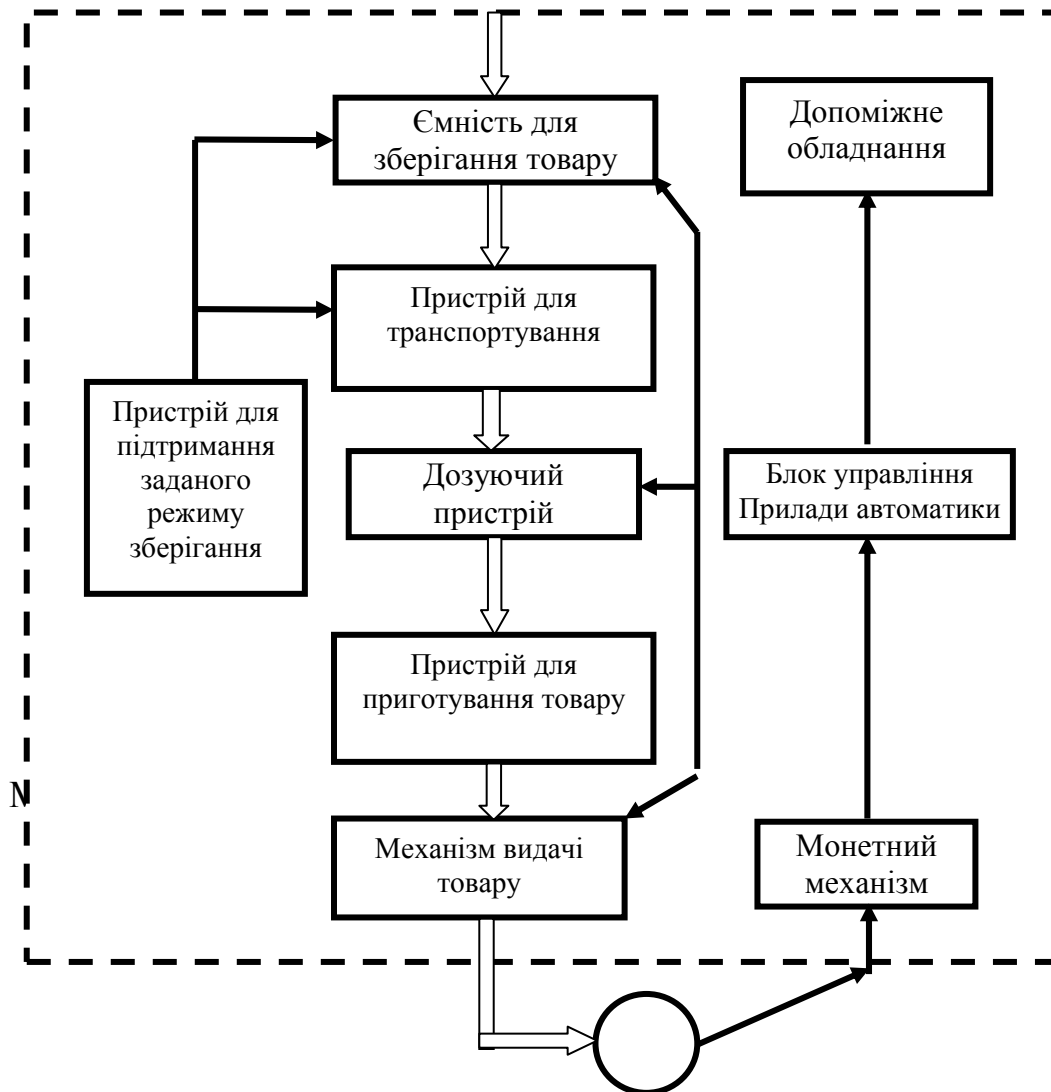 Ємність для
зберігання товару
Допоміжне
обладнання
Пристрій для
транспортування
Пристрій для
підтримання
заданого
режиму
зберігання
Дозуючий
пристрій
Блок управління
Прилади автоматики
Пристрій для
приготування товару
N
Механізм видачі
товару
Монетний
механізм